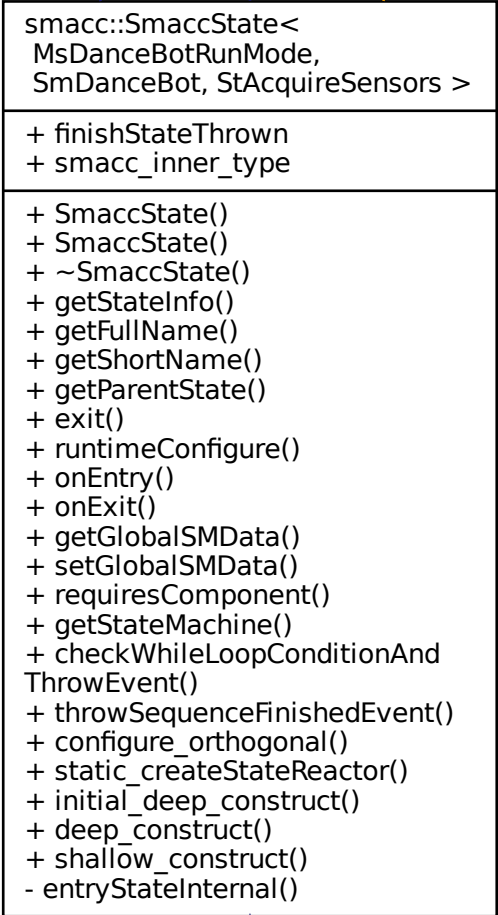 smacc::SmaccState<
MsDanceBotRunMode,
SmDanceBot, StAcquireSensors >
+ finishStateThrown
+ smacc_inner_type
+ SmaccState()
+ SmaccState()
+ ~SmaccState()
+ getStateInfo()
+ getFullName()
+ getShortName()
+ getParentState()
+ exit()
+ runtimeConfigure()
+ onEntry()
+ onExit()
+ getGlobalSMData()
+ setGlobalSMData()
+ requiresComponent()
+ getStateMachine()
+ checkWhileLoopConditionAnd
ThrowEvent()
+ throwSequenceFinishedEvent()
+ configure_orthogonal()
+ static_createStateReactor()
+ initial_deep_construct()
+ deep_construct()
+ shallow_construct()
- entryStateInternal()